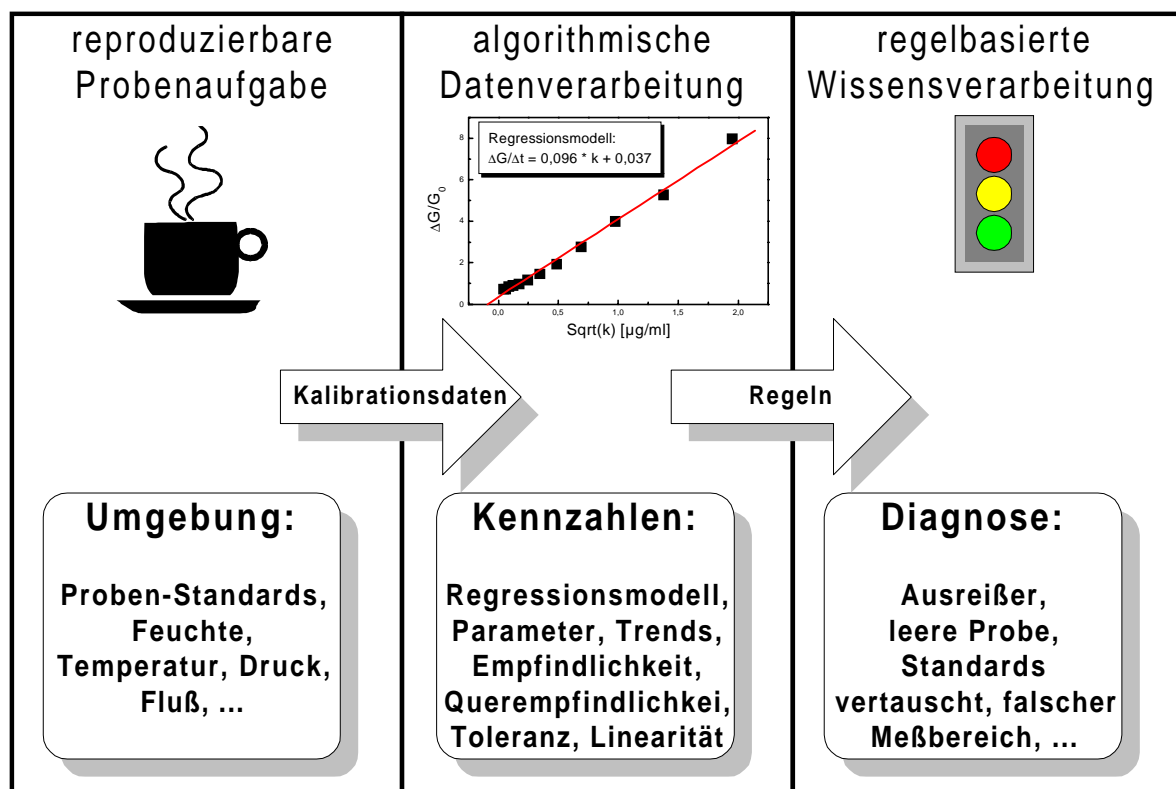 reproduzierbare
Probenaufgabe
algorithmische
Datenverarbeitung
regelbasierte
Wissensverarbeitung
Regressionsmodell:
ΔG/Δt = 0,096 * k + 0,037
ΔG/G₀
8
6
4
2
0
0,0
0,5
1,0
1,5
2,0
Sqrt(k) [µg/ml]
Kalibrationsdaten
Regeln
Umgebung:
Proben-Standards,
Feuchte,
Temperatur, Druck,
Fluß, ...
Kennzahlen:
Regressionsmodell,
Parameter, Trends,
Empfindlichkeit,
Querempfindlichkei,
Toleranz, Linearität
Diagnose:
Ausreißer,
leere Probe,
Standards
vertauscht, falscher
Meßbereich, ...